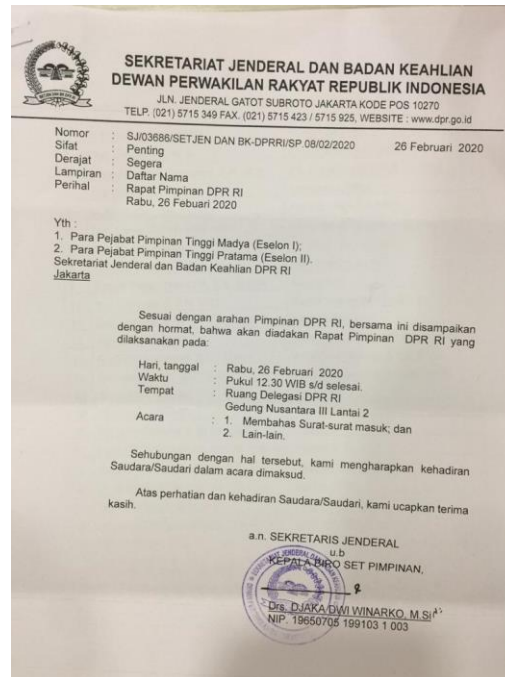 SEKRETARIAT JENDERAL DAN BADAN KEAHLIAN
DEWAN PERWAKILAN RAKYAT REPUBLIK INDONESIA
JLN. JENDERAL GATOT SUBROTO JAKARTA KODE POS 10270
TELP. (021) 5715 349 FAX. (021) 5715 423 / 5715 925, WEBSITE : www.dpr.go.id
Nomor : SJ/03686/SETJEN DAN BK-DPRRI/SP.08/02/2020 26 Februari 2020
Sifat : Penting
Derajat : Segera
Lampiran : Daftar Nama
Perihal : Rapat Pimpinan DPR RI
Rabu, 26 Febuari 2020
Yth :
1. Para Pejabat Pimpinan Tinggi Madya (Eselon I);
2. Para Pejabat Pimpinan Tinggi Pratama (Eselon II).
Sekretariat Jenderal dan Badan Keahlian DPR RI
Jakarta
Sesuai dengan arahan Pimpinan DPR RI, bersama ini disampaikan
dengan hormat, bahwa akan diadakan Rapat Pimpinan DPR RI yang
dilaksanakan pada:
Hari, tanggal : Rabu, 26 Februari 2020
Waktu : Pukul 12.30 WIB s/d selesai.
Tempat : Ruang Delegasi DPR RI
Gedung Nusantara III Lantai 2
Acara : 1. Membahas Surat-surat masuk; dan
2. Lain-lain.
Sehubungan dengan hal tersebut, kami mengharapkan kehadiran
Saudara/Saudari dalam acara dimaksud.
Atas perhatian dan kehadiran Saudara/Saudari, kami ucapkan terima
kasih.
a.n. SEKRETARIS JENDERAL
u.b
KEPALA BIRO SET PIMPINAN,
Drs. DJAKA DWI WINARKO, M.Si
NIP. 19650705 199103 1 003